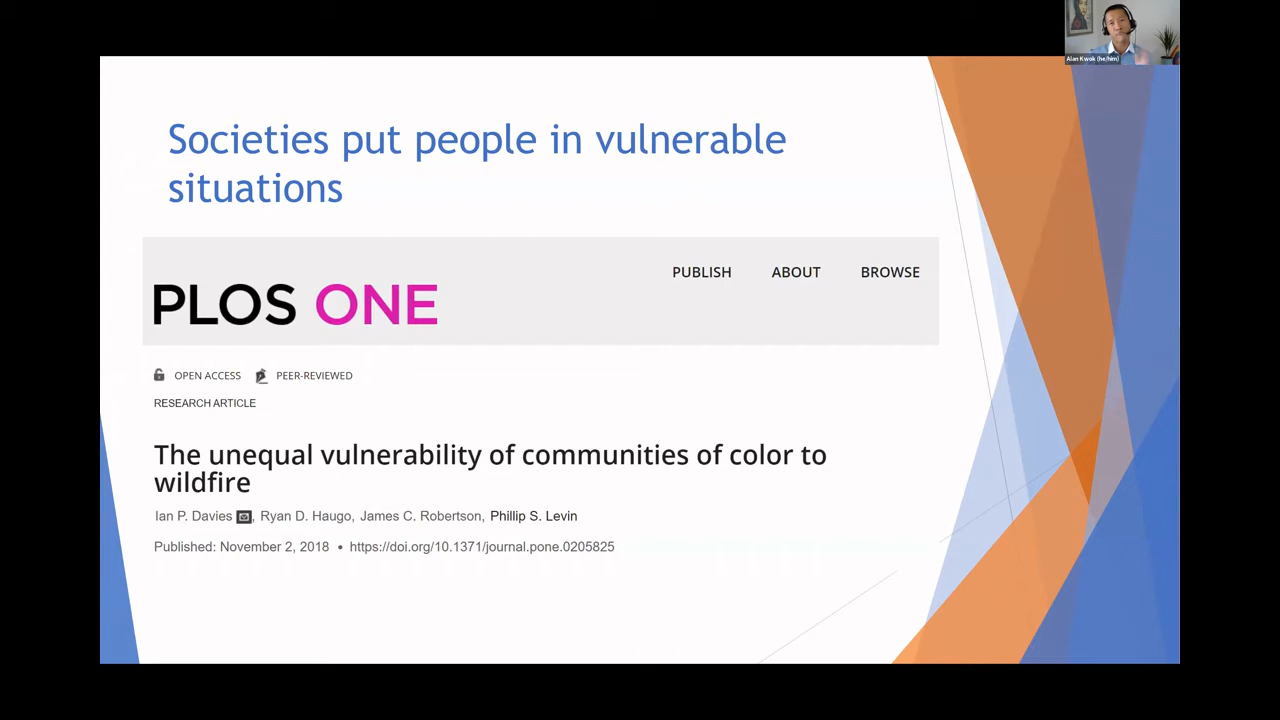 Alan Kwok (he/him)
Societies put people in vulnerable
situations
PUBLISH ABOUT BROWSE
PLOS ONE
OPEN ACCESS PEER-REVIEWED
RESEARCH ARTICLE
The unequal vulnerability of communities of color to
wildfire
Ian P. Davies , Ryan D. Haugo, James C. Robertson, Phillip S. Levin
Published: November 2, 2018 • https://doi.org/10.1371/journal.pone.0205825